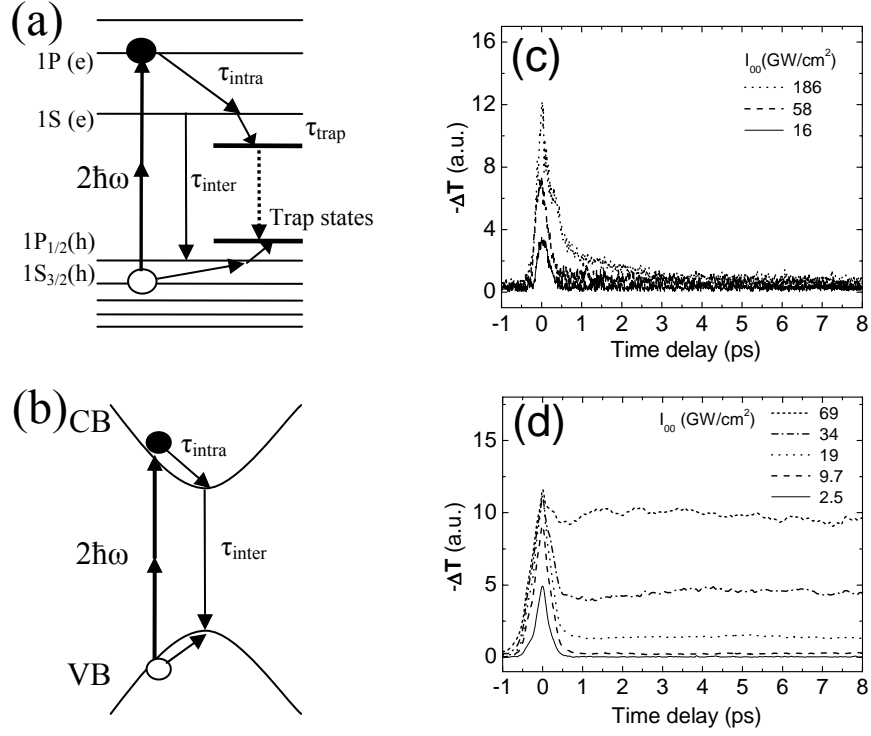 (a)
1P (e)
τintra
1S (e)
τtrap
2ħω
τinter
Trap states
1P1/2(h)
1S3/2(h)
(b)
CB
τintra
2ħω
τinter
VB
(c)
I00(GW/cm2)
186
58
16
16
12
8
4
0
-ΔT (a.u.)
-1 0 1 2 3 4 5 6 7 8
Time delay (ps)
(d)
I00 (GW/cm2)
69
34
19
9.7
2.5
15
10
5
0
-ΔT (a.u.)
-1 0 1 2 3 4 5 6 7 8
Time delay (ps)